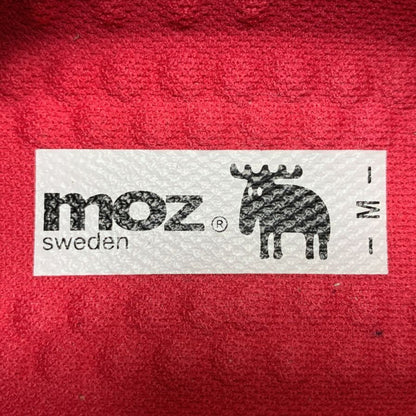 moz®
sweden
– M –